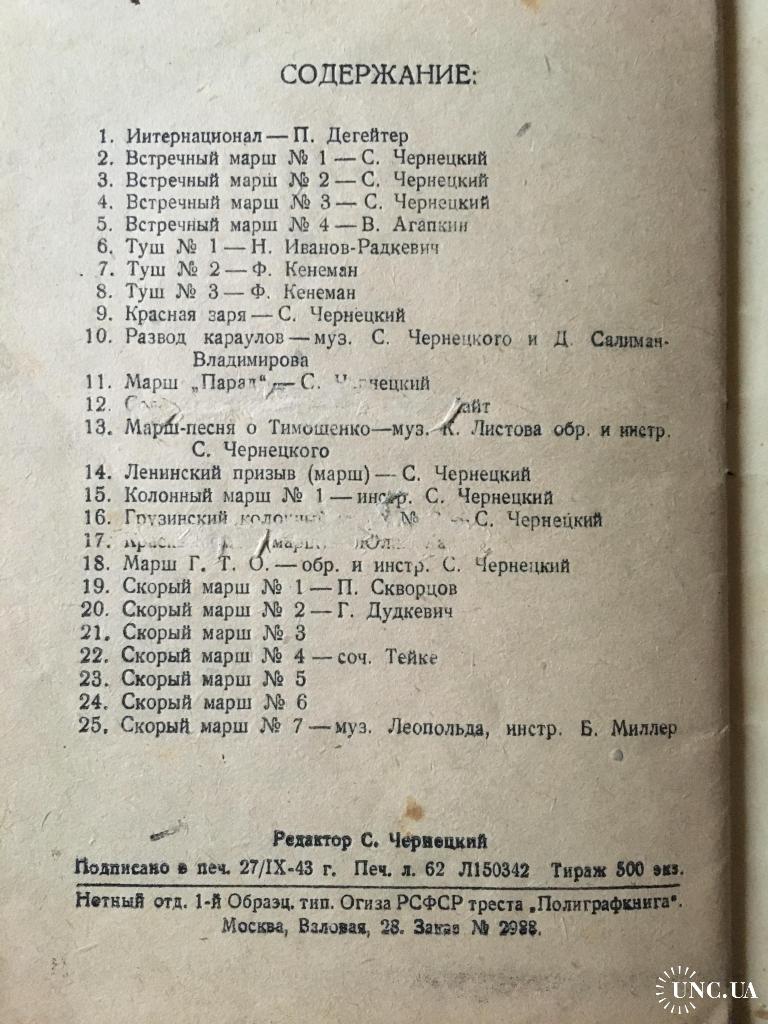 СОДЕРЖАНИЕ:
1. Интернационал — П. Дегейтер
2. Встречный марш № 1 — С. Чернецкий
3. Встречный марш № 2 — С. Чернецкий
4. Встречный марш № 3 — С. Чернецкий
5. Встречный марш № 4 — В. Агапкин
6. Туш № 1 — Н. Иванов-Радкевич
7. Туш № 2 — Ф. Кенеман
8. Туш № 3 — Ф. Кенеман
9. Красная заря — С. Чернецкий
10. Развод караулов — муз. С. Чернецкого и Д. Салиман-
Владимирова
11. Марш „Парад“ — С. Чернецкий
12.
13. Марш-песня о Тимошенко—муз. К. Листова обр. и инстр.
С. Чернецкого
14. Ленинский призыв (марш) — С. Чернецкий
15. Колонный марш № 1 — инстр. С. Чернецкий
16. Грузинский колонный № — С. Чернецкий
17.
18. Марш Г. Т. О. — обр. и инстр. С. Чернецкий
19. Скорый марш № 1 — П. Скворцов
20. Скорый марш № 2 — Г. Дудкевич
21. Скорый марш № 3
22. Скорый марш № 4 — соч. Тейке
23. Скорый марш № 5
24. Скорый марш № 6
25. Скорый марш № 7 — муз. Леопольда, инстр. Б. Миллер
Редактор С. Чернецкий
Подписано в печ. 27/IX-43 г. Печ. л. 62 Л150342 Тираж 500 экз.
Нотный отд. 1-й Образц. тип. Огиза РСФСР треста „Полиграфкнига“.
Москва, Валовая, 28. Заказ № 2988.
UNC.UA